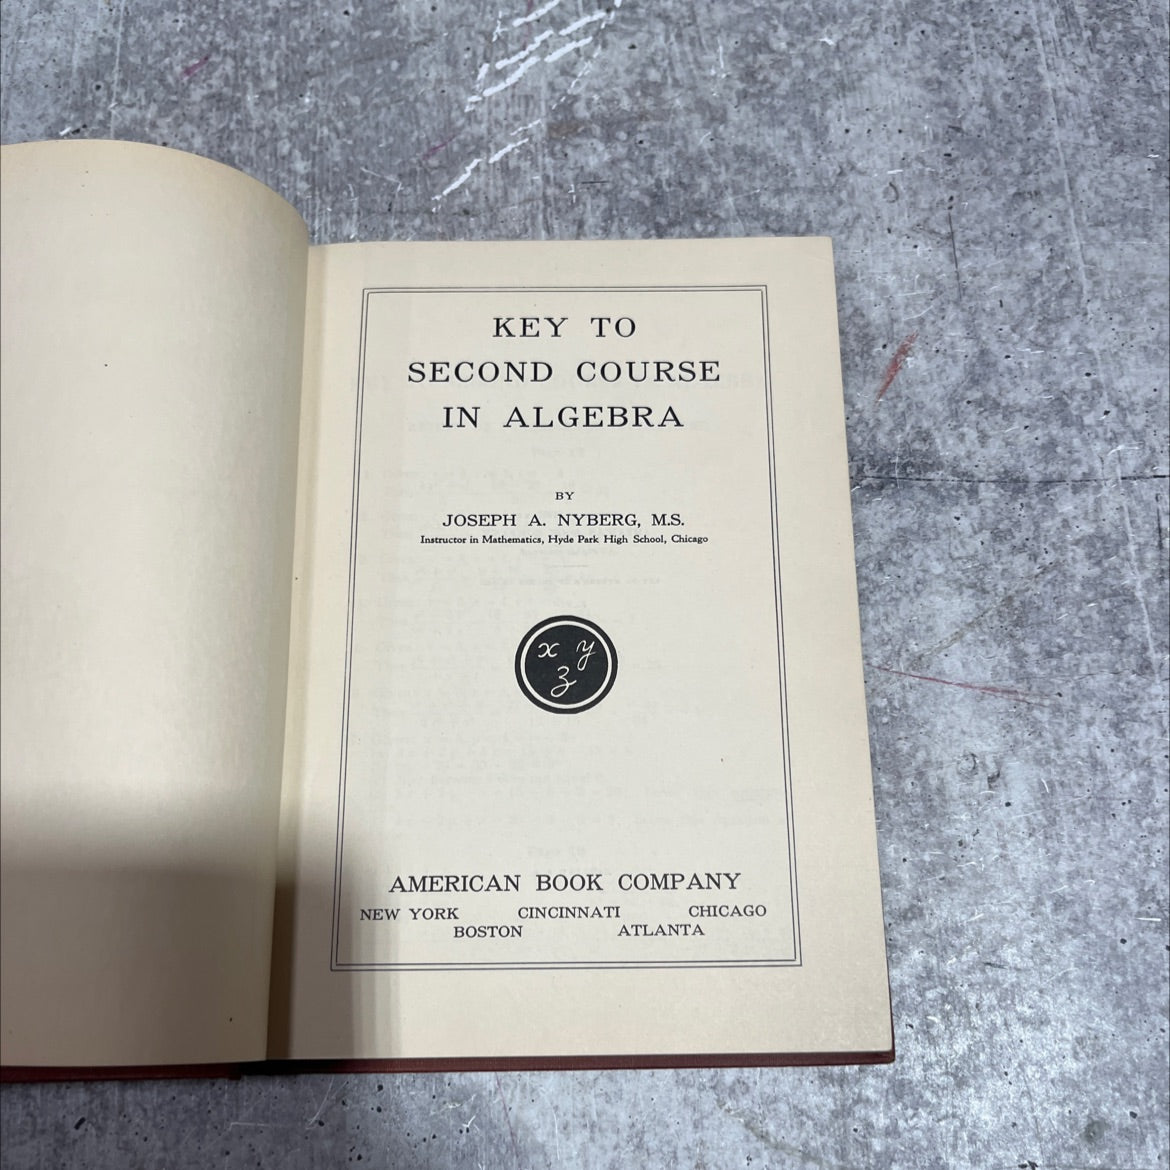 KEY TO
SECOND COURSE
IN ALGEBRA
BY
JOSEPH A. NYBERG, M.S.
Instructor in Mathematics, Hyde Park High School, Chicago
x y
z
AMERICAN BOOK COMPANY
NEW YORK CINCINNATI CHICAGO
BOSTON ATLANTA